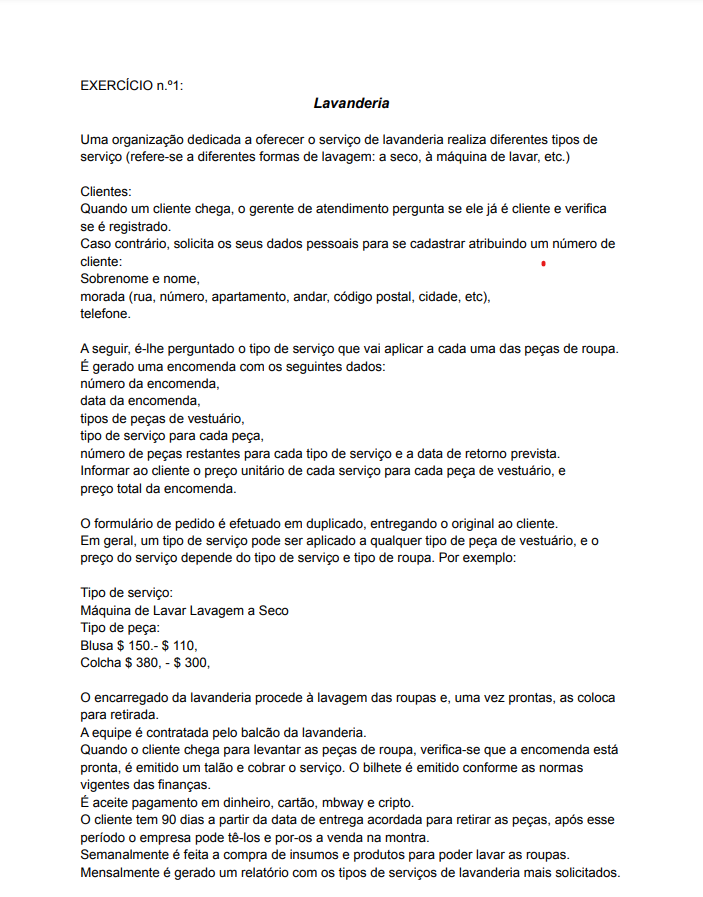 EXERCÍCIO n.º1:
Lavanderia
Uma organização dedicada a oferecer o serviço de lavanderia realiza diferentes tipos de
serviço (refere-se a diferentes formas de lavagem: a seco, à máquina de lavar, etc.)
Clientes:
Quando um cliente chega, o gerente de atendimento pergunta se ele já é cliente e verifica
se é registrado.
Caso contrário, solicita os seus dados pessoais para se cadastrar atribuindo um número de
cliente:
Sobrenome e nome,
morada (rua, número, apartamento, andar, código postal, cidade, etc),
telefone.
A seguir, é-lhe perguntado o tipo de serviço que vai aplicar a cada uma das peças de roupa.
É gerado uma encomenda com os seguintes dados:
número da encomenda,
data da encomenda,
tipos de peças de vestuário,
tipo de serviço para cada peça,
número de peças restantes para cada tipo de serviço e a data de retorno prevista.
Informar ao cliente o preço unitário de cada serviço para cada peça de vestuário, e
preço total da encomenda.
O formulário de pedido é efetuado em duplicado, entregando o original ao cliente.
Em geral, um tipo de serviço pode ser aplicado a qualquer tipo de peça de vestuário, e o
preço do serviço depende do tipo de serviço e tipo de roupa. Por exemplo:
Tipo de serviço:
Máquina de Lavar Lavagem a Seco
Tipo de peça:
Blusa $ 150.- $ 110,
Colcha $ 380, - $ 300,
O encarregado da lavanderia procede à lavagem das roupas e, uma vez prontas, as coloca
para retirada.
A equipe é contratada pelo balcão da lavanderia.
Quando o cliente chega para levantar as peças de roupa, verifica-se que a encomenda está
pronta, é emitido um talão e cobrar o serviço. O bilhete é emitido conforme as normas
vigentes das finanças.
É aceite pagamento em dinheiro, cartão, mbway e cripto.
O cliente tem 90 dias a partir da data de entrega acordada para retirar as peças, após esse
período o empresa pode tê-los e por-os a venda na montra.
Semanalmente é feita a compra de insumos e produtos para poder lavar as roupas.
Mensalmente é gerado um relatório com os tipos de serviços de lavanderia mais solicitados.